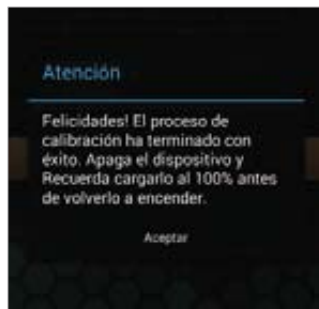 Atención
Felicidades! El proceso de
calibración ha terminado con
éxito. Apaga el dispositivo y
Recuerda cargarlo al 100% antes
de volverlo a encender.
Aceptar